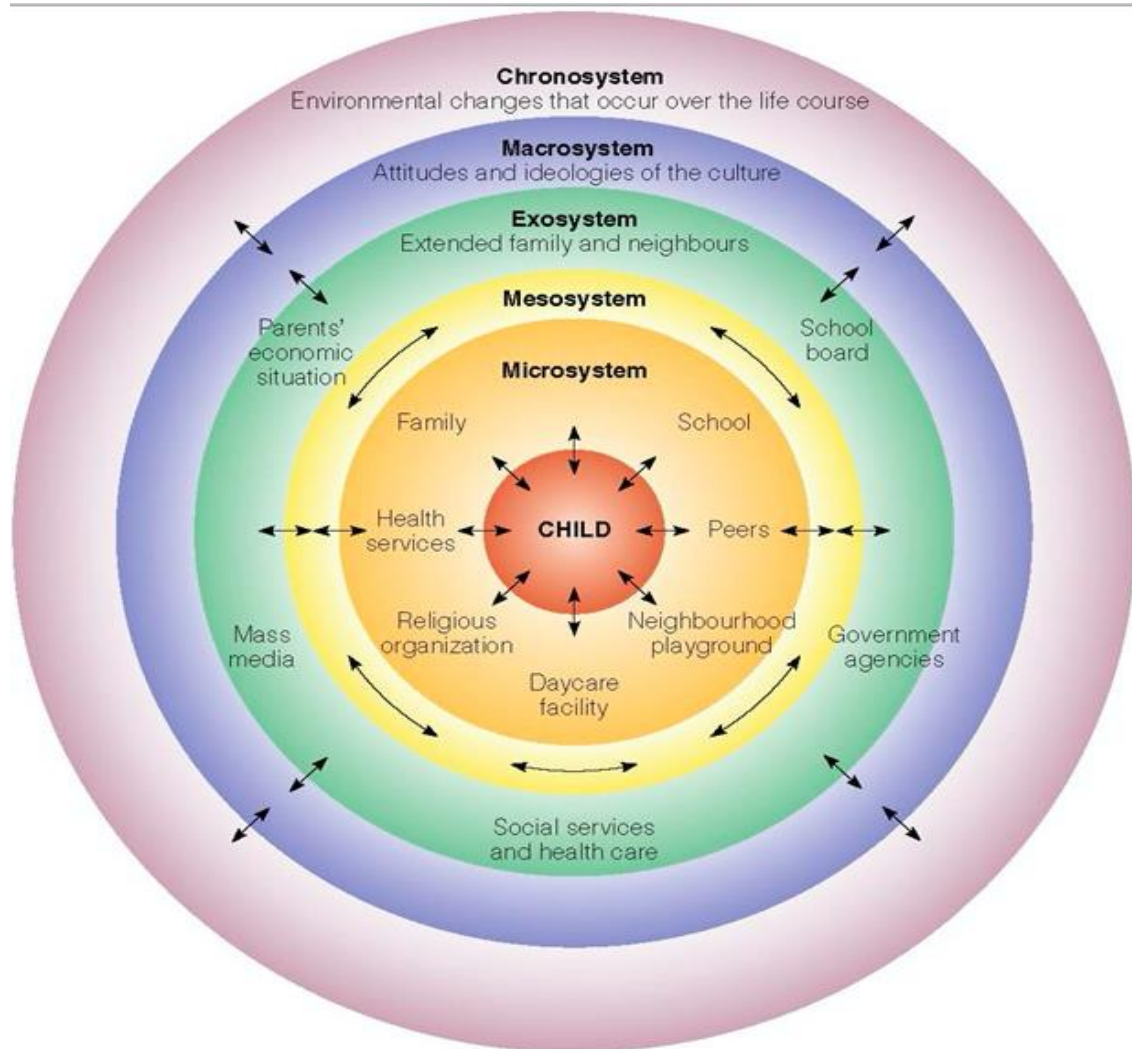 Chronosystem
Environmental changes that occur over the life course
Macrosystem
Attitudes and ideologies of the culture
Exosystem
Extended family and neighbours
Mesosystem
Parents'
economic
situation
School
board
Microsystem
Family
School
Health
services
CHILD
Peers
Religious
organization
Neighbourhood
playground
Mass
media
Government
agencies
Daycare
facility
Social services
and health care